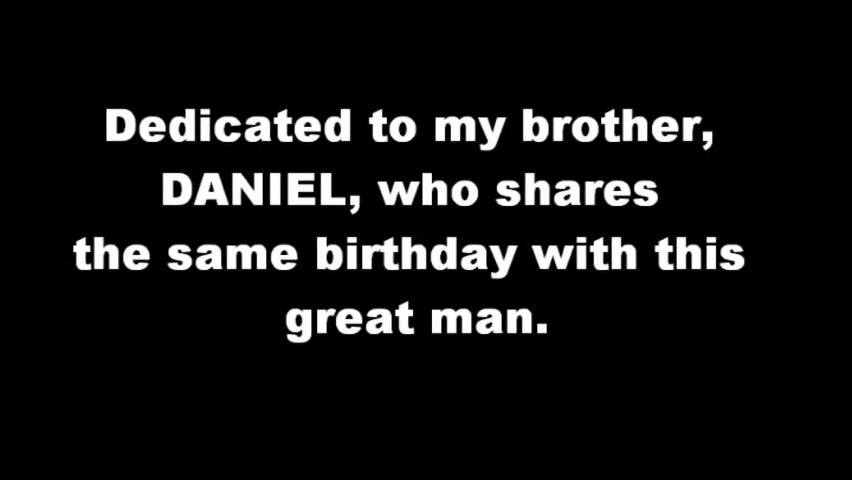 Dedicated to my brother,
DANIEL, who shares
the same birthday with this
great man.